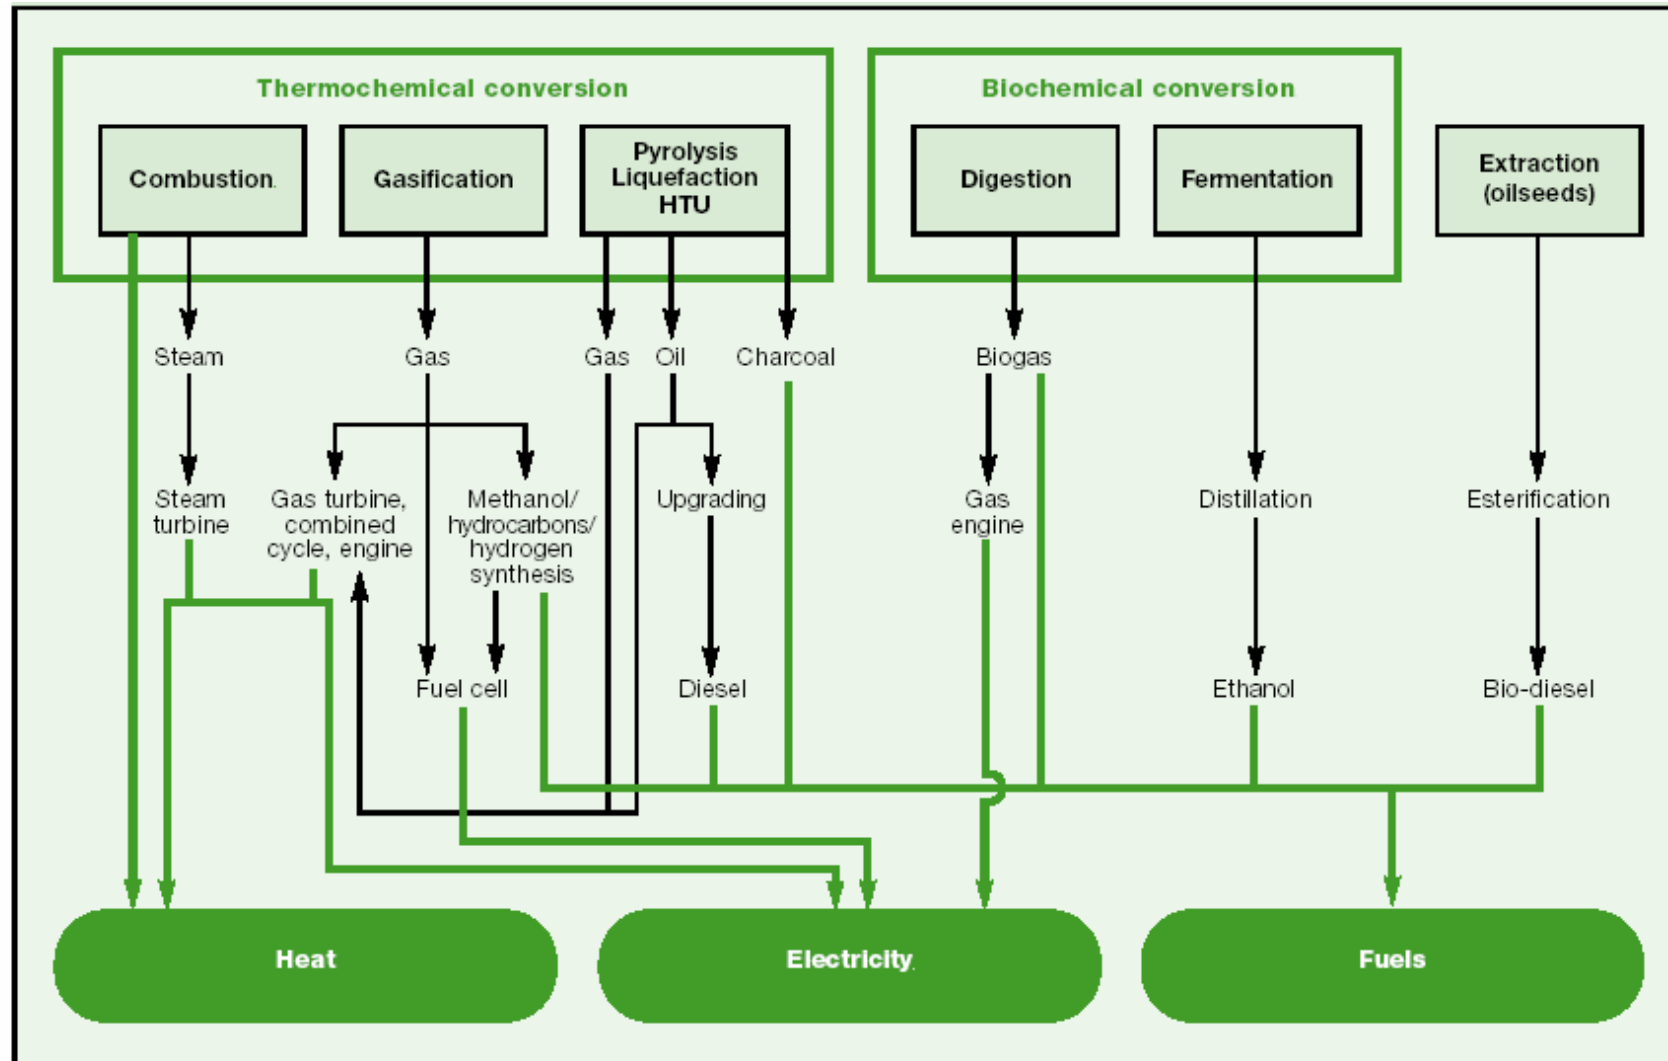 Thermochemical conversion
Biochemical conversion
Combustion
Gasification
Pyrolysis
Liquefaction
HTU
Digestion
Fermentation
Extraction
(oilseeds)
Steam
Gas
Gas
Oil
Charcoal
Biogas
Steam
turbine
Gas turbine,
combined
cycle, engine
Methanol/
hydrocarbons/
hydrogen
synthesis
Upgrading
Gas
engine
Distillation
Esterification
Fuel cell
Diesel
Ethanol
Bio-diesel
Heat
Electricity
Fuels